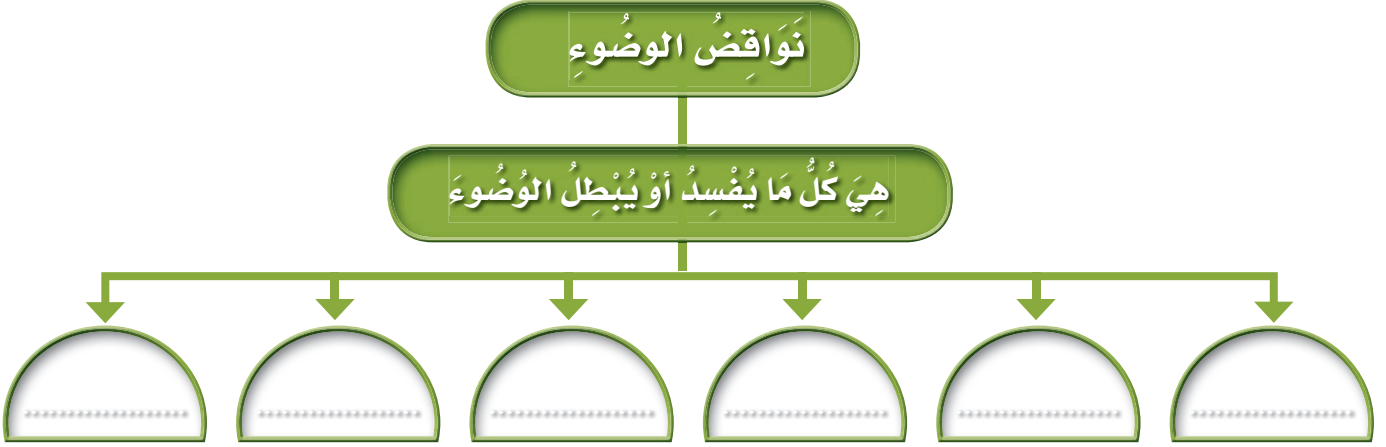 نَوَاقِضُ الوضُوءِ
هِيَ كُلُّ مَا يُفْسِدُ أوْ يُبْطِلُ الوُضُوءَ